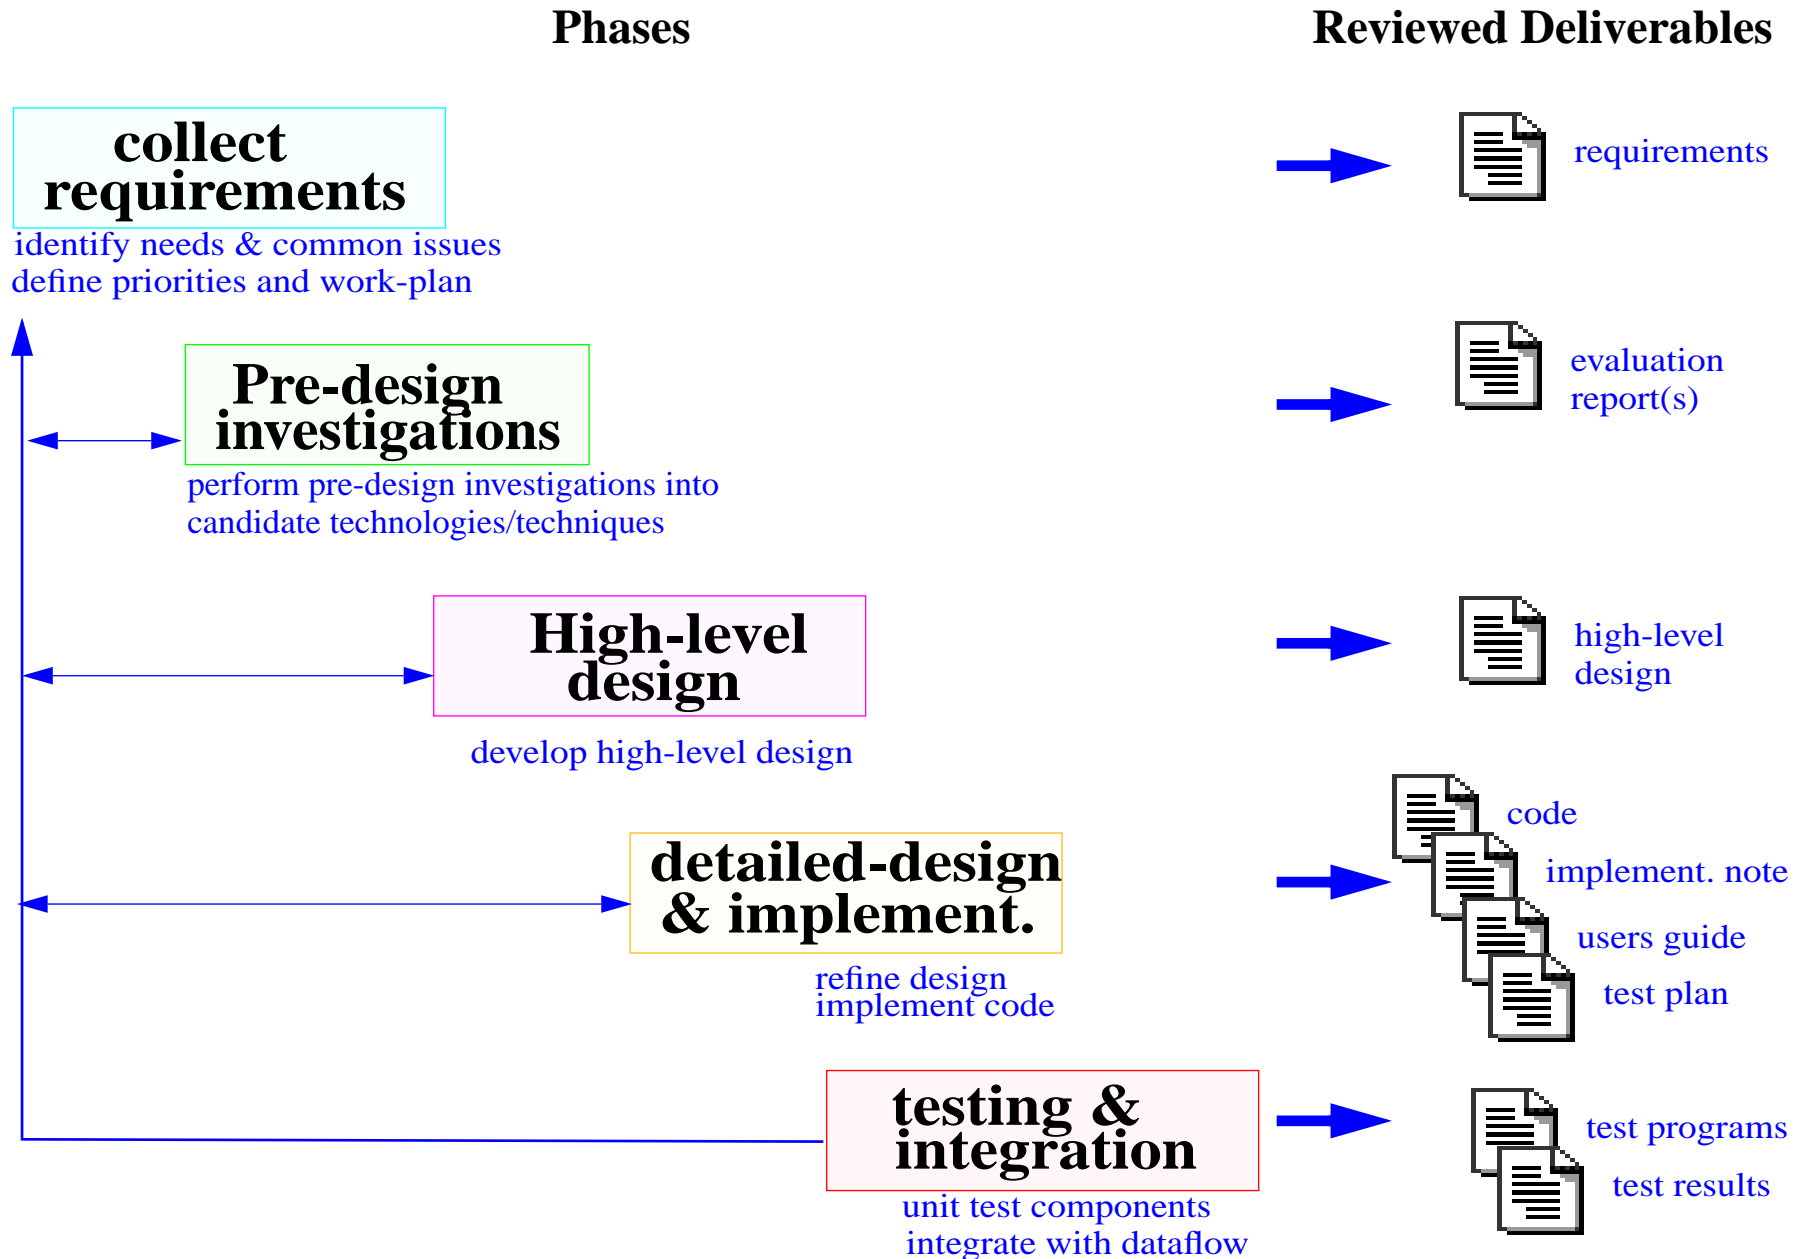 Phases
Reviewed Deliverables
collect
requirements
identify needs & common issues
define priorities and work-plan
requirements
Pre-design
investigations
perform pre-design investigations into
candidate technologies/techniques
evaluation
report(s)
High-level
design
develop high-level design
high-level
design
detailed-design
& implement.
refine design
implement code
code
implement. note
users guide
test plan
testing &
integration
unit test components
integrate with dataflow
test programs
test results